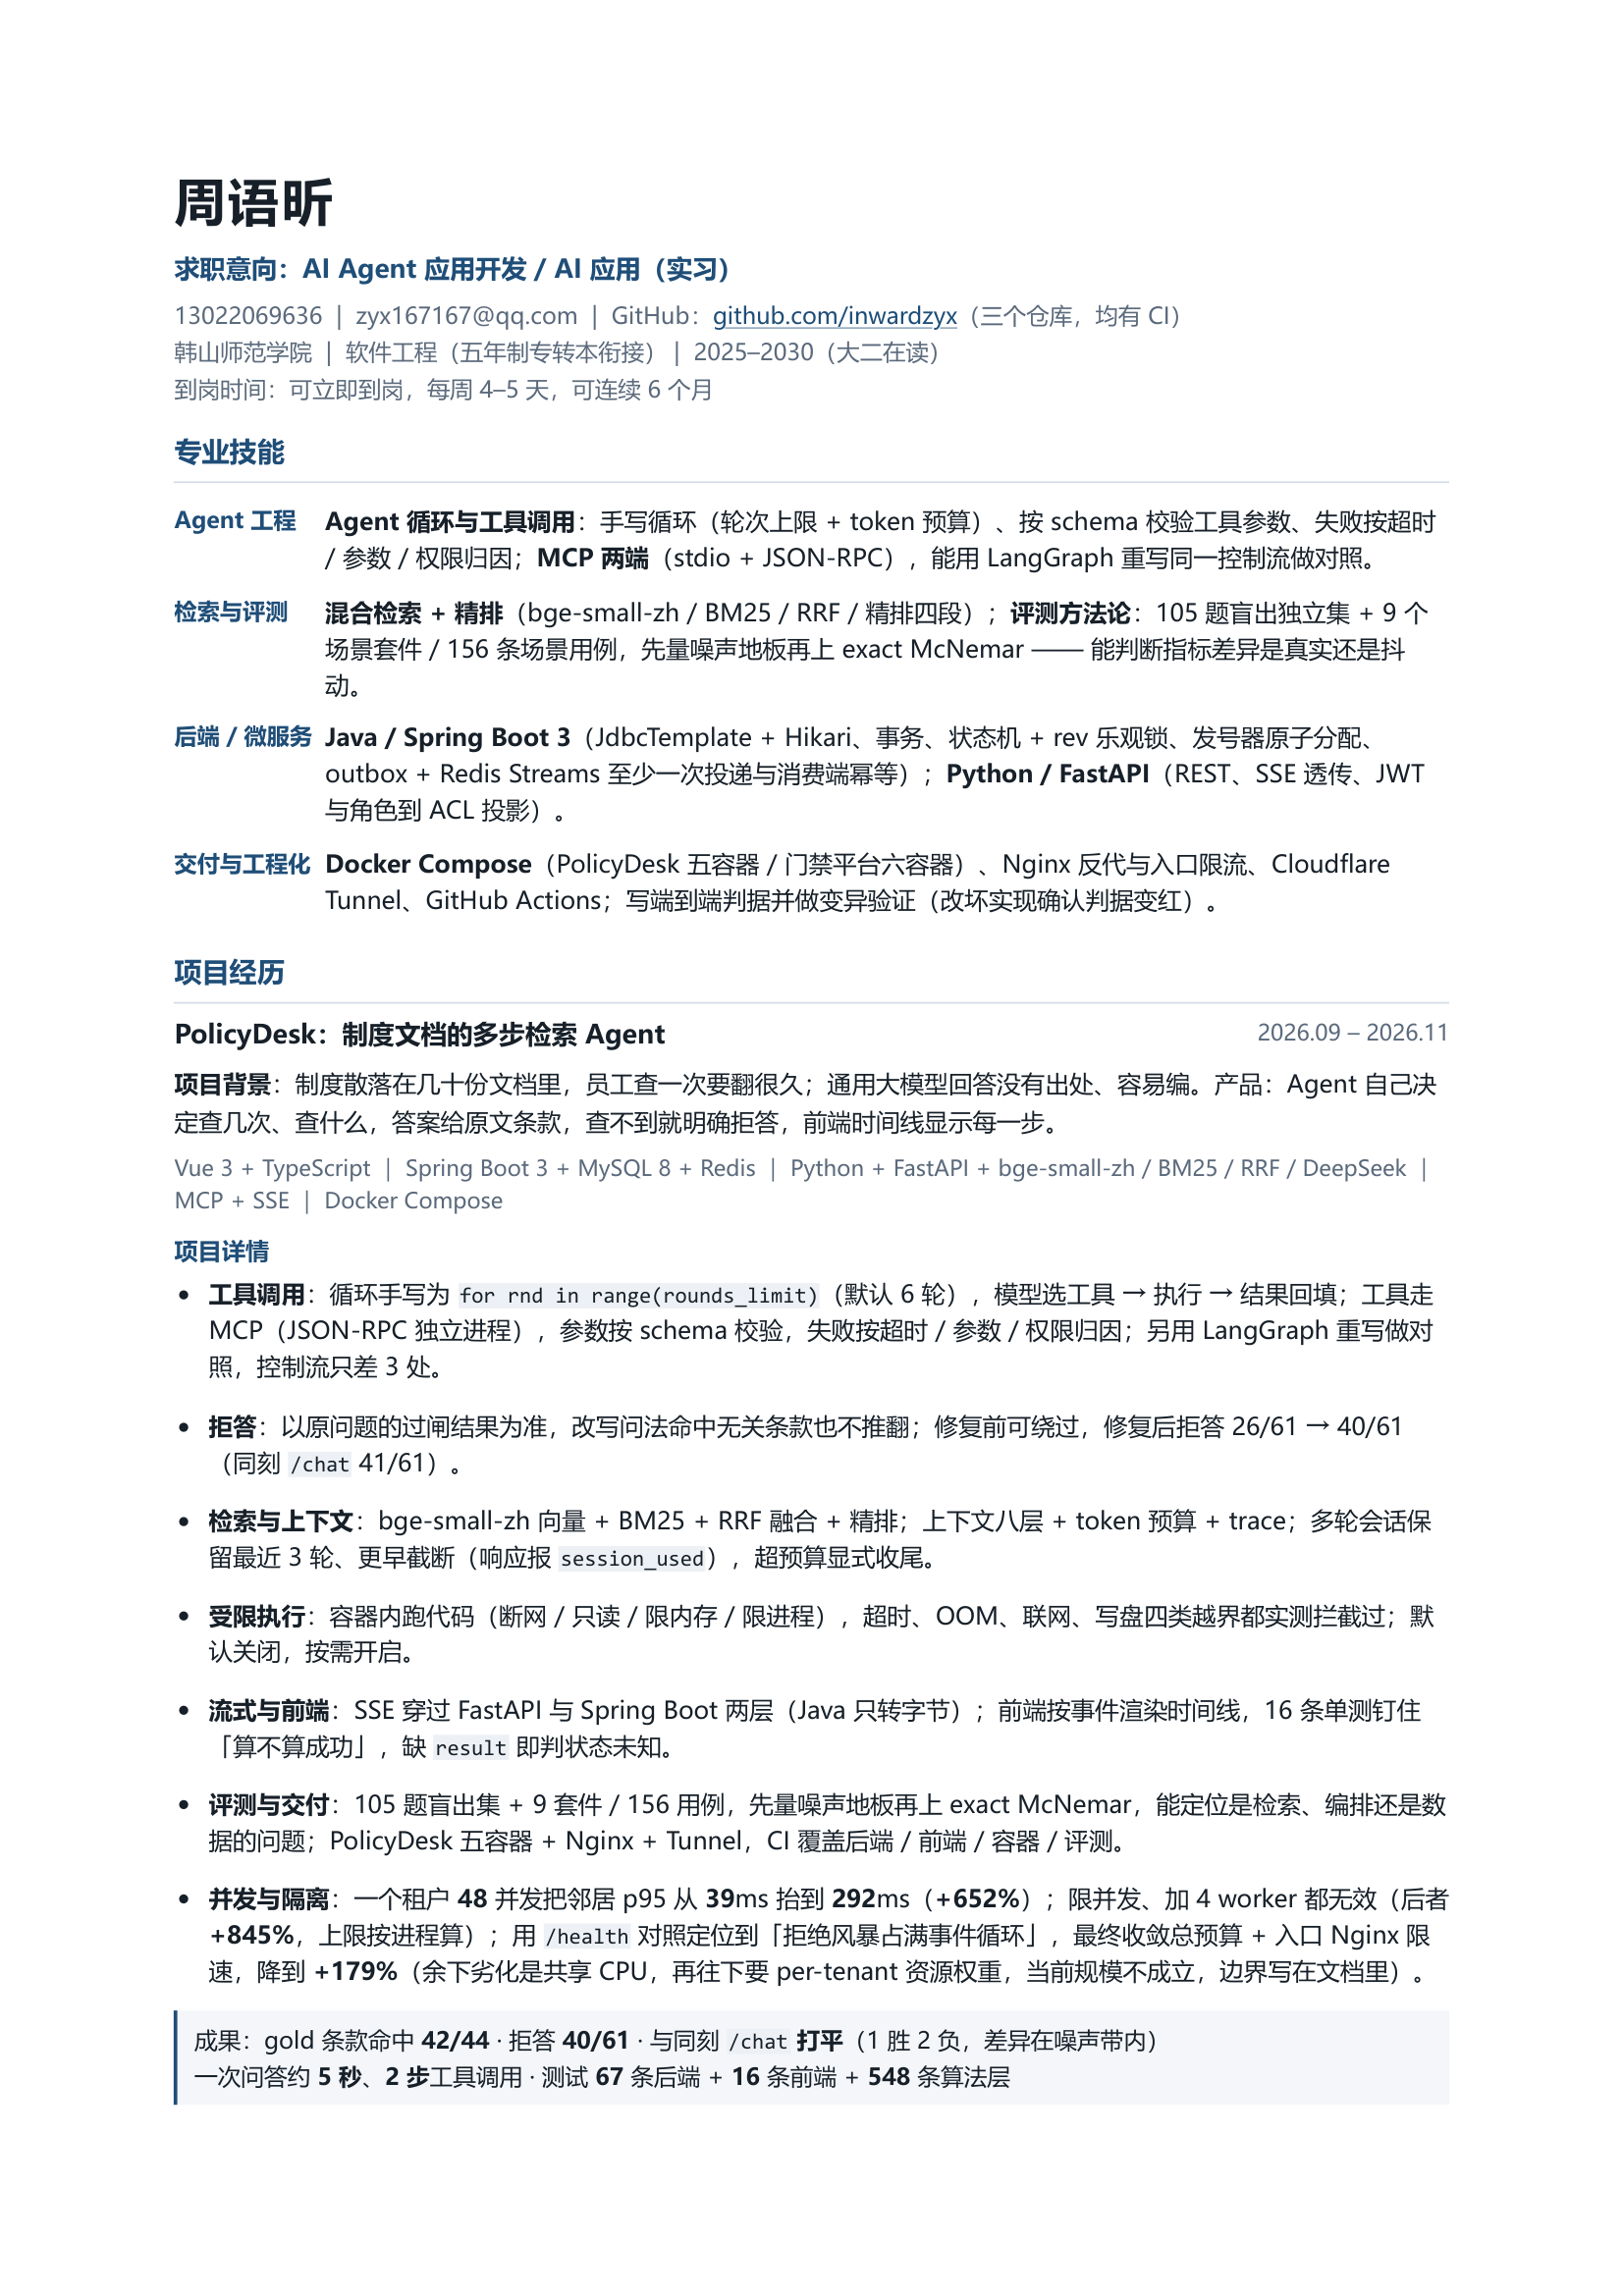 周语昕
求职意向：AI Agent 应用开发 / AI 应用（实习）
13022069636 | zyx167167@qq.com | GitHub：github.com/inwardzyx（三个仓库，均有 CI）
韩山师范学院 | 软件工程（五年制专转本衔接） | 2025–2030（大二在读）
到岗时间：可立即到岗，每周 4–5 天，可连续 6 个月
专业技能
Agent 工程 Agent 循环与工具调用：手写循环（轮次上限 + token 预算）、按 schema 校验工具参数、失败按超时
/ 参数 / 权限归因；MCP 两端（stdio + JSON-RPC），能用 LangGraph 重写同一控制流做对照。
检索与评测 混合检索 + 精排（bge-small-zh / BM25 / RRF / 精排四段）；评测方法论：105 题盲出独立集 + 9 个
场景套件 / 156 条场景用例，先量噪声地板再上 exact McNemar —— 能判断指标差异是真实还是抖
动。
后端 / 微服务 Java / Spring Boot 3（JdbcTemplate + Hikari、事务、状态机 + rev 乐观锁、发号器原子分配、
outbox + Redis Streams 至少一次投递与消费端幂等）；Python / FastAPI（REST、SSE 透传、JWT
与角色到 ACL 投影）。
交付与工程化 Docker Compose（PolicyDesk 五容器 / 门禁平台六容器）、Nginx 反代与入口限流、Cloudflare
Tunnel、GitHub Actions；写端到端判据并做变异验证（改坏实现确认判据变红）。
项目经历
PolicyDesk：制度文档的多步检索 Agent 2026.09 – 2026.11
项目背景：制度散落在几十份文档里，员工查一次要翻很久；通用大模型回答没有出处、容易编。产品：Agent 自己决
定查几次、查什么，答案给原文条款，查不到就明确拒答，前端时间线显示每一步。
Vue 3 + TypeScript | Spring Boot 3 + MySQL 8 + Redis | Python + FastAPI + bge-small-zh / BM25 / RRF / DeepSeek |
MCP + SSE | Docker Compose
项目详情
• 工具调用：循环手写为 for rnd in range(rounds_limit)（默认 6 轮），模型选工具 → 执行 → 结果回填；工具走
MCP（JSON-RPC 独立进程），参数按 schema 校验，失败按超时 / 参数 / 权限归因；另用 LangGraph 重写做对
照，控制流只差 3 处。
• 拒答：以原问题的过闸结果为准，改写问法命中无关条款也不推翻；修复前可绕过，修复后拒答 26/61 → 40/61
（同刻 /chat 41/61）。
• 检索与上下文：bge-small-zh 向量 + BM25 + RRF 融合 + 精排；上下文八层 + token 预算 + trace；多轮会话保
留最近 3 轮、更早截断（响应报 session_used），超预算显式收尾。
• 受限执行：容器内跑代码（断网 / 只读 / 限内存 / 限进程），超时、OOM、联网、写盘四类越界都实测拦截过；默
认关闭，按需开启。
• 流式与前端：SSE 穿过 FastAPI 与 Spring Boot 两层（Java 只转字节）；前端按事件渲染时间线，16 条单测钉住
「算不算成功」，缺 result 即判状态未知。
• 评测与交付：105 题盲出集 + 9 套件 / 156 用例，先量噪声地板再上 exact McNemar，能定位是检索、编排还是数
据的问题；PolicyDesk 五容器 + Nginx + Tunnel，CI 覆盖后端 / 前端 / 容器 / 评测。
• 并发与隔离：一个租户 48 并发把邻居 p95 从 39ms 抬到 292ms（+652%）；限并发、加 4 worker 都无效（后者
+845%，上限按进程算）；用 /health 对照定位到「拒绝风暴占满事件循环」，最终收敛总预算 + 入口 Nginx 限
速，降到 +179%（余下劣化是共享 CPU，再往下要 per-tenant 资源权重，当前规模不成立，边界写在文档里）。
成果：gold 条款命中 42/44 · 拒答 40/61 · 与同刻 /chat 打平（1 胜 2 负，差异在噪声带内）
一次问答约 5 秒、2 步工具调用 · 测试 67 条后端 + 16 条前端 + 548 条算法层